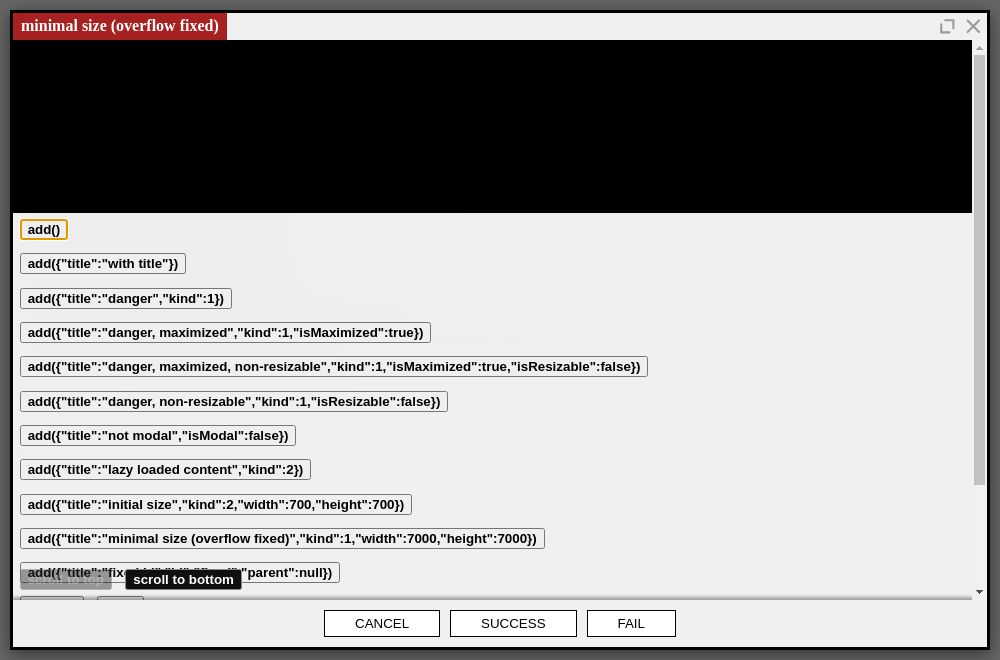 minimal size (overflow fixed)
add()
add({"title":"with title"})
add({"title":"danger","kind":1})
add({"title":"danger, maximized","kind":1,"isMaximized":true})
add({"title":"danger, maximized, non-resizable","kind":1,"isMaximized":true,"isResizable":false})
add({"title":"danger, non-resizable","kind":1,"isResizable":false})
add({"title":"not modal","isModal":false})
add({"title":"lazy loaded content","kind":2})
add({"title":"initial size","kind":2,"width":700,"height":700})
add({"title":"minimal size (overflow fixed)","kind":1,"width":7000,"height":7000})
"parent":null})
scroll to top scroll to bottom
CANCEL SUCCESS FAIL